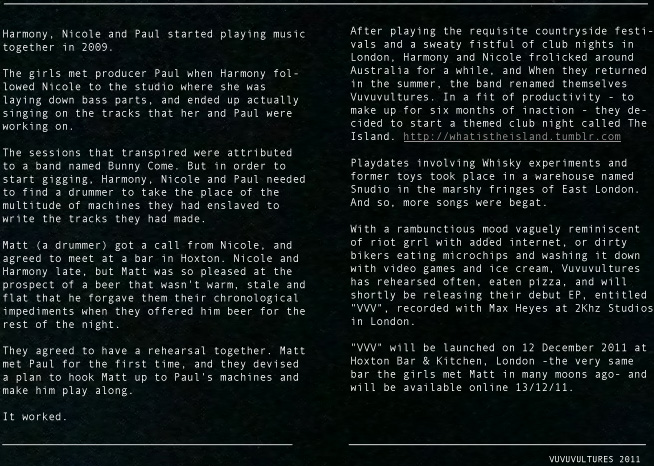 Harmony, Nicole and Paul started playing music
together in 2009.
The girls met producer Paul when Harmony fol-
lowed Nicole to the studio where she was
laying down bass parts, and ended up actually
singing on the tracks that her and Paul were
working on.
The sessions that transpired were attributed
to a band named Bunny Come. But in order to
start gigging, Harmony, Nicole and Paul needed
to find a drummer to take the place of the
multitude of machines they had enslaved to
write the tracks they had made.
Matt (a drummer) got a call from Nicole, and
agreed to meet at a bar in Hoxton. Nicole and
Harmony late, but Matt was so pleased at the
prospect of a beer that wasn't warm, stale and
flat that he forgave them their chronological
impediments when they offered him beer for the
rest of the night.
They agreed to have a rehearsal together. Matt
met Paul for the first time, and they devised
a plan to hook Matt up to Paul's machines and
make him play along.
It worked.
After playing the requisite countryside festi-
vals and a sweaty fistful of club nights in
London, Harmony and Nicole frolicked around
Australia for a while, and When they returned
in the summer, the band renamed themselves
Vuvuvultures. In a fit of productivity - to
make up for six months of inaction - they de-
cided to start a themed club night called The
Island. http://whatistheisland.tumblr.com
Playdates involving Whisky experiments and
former toys took place in a warehouse named
Snudio in the marshy fringes of East London.
And so, more songs were begat.
With a rambunctious mood vaguely reminiscent
of riot grrl with added internet, or dirty
bikers eating microchips and washing it down
with video games and ice cream, Vuvuvultures
has rehearsed often, eaten pizza, and will
shortly be releasing their debut EP, entitled
"VVV", recorded with Max Heyes at 2Khz Studios
in London.
"VVV" will be launched on 12 December 2011 at
Hoxton Bar & Kitchen, London -the very same
bar the girls met Matt in many moons ago- and
will be available online 13/12/11.
VUVUVULTURES 2011